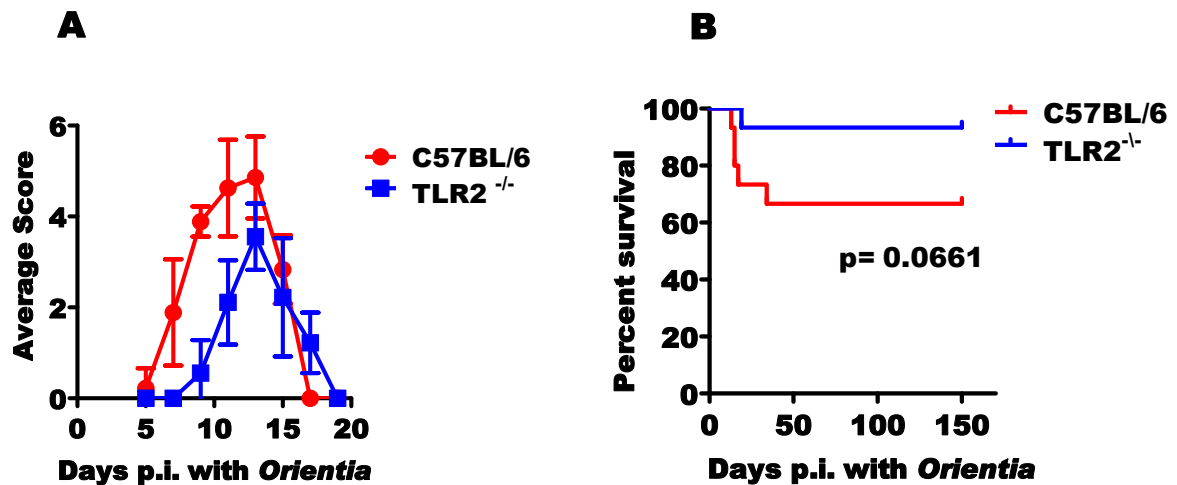 A
6
4
2
0
0 5 10 15 20
Average Score
Days p.i. with Orientia
C57BL/6
TLR2 -/-
B
100
80
60
40
20
0
0 50 100 150
Percent survival
Days p.i. with Orientia
p= 0.0661
C57BL/6
TLR2-/-